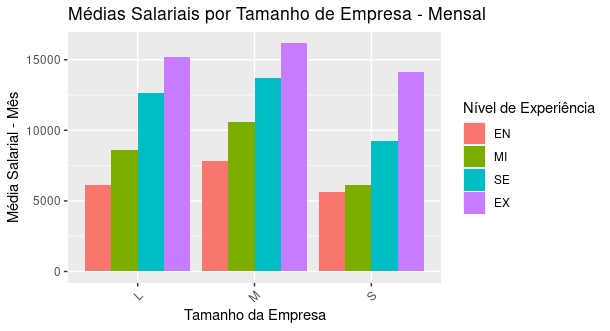 Médias Salariais por Tamanho de Empresa - Mensal
Média Salarial - Mês
15000
10000
5000
0
L
M
S
Tamanho da Empresa
Nível de Experiência
EN
MI
SE
EX